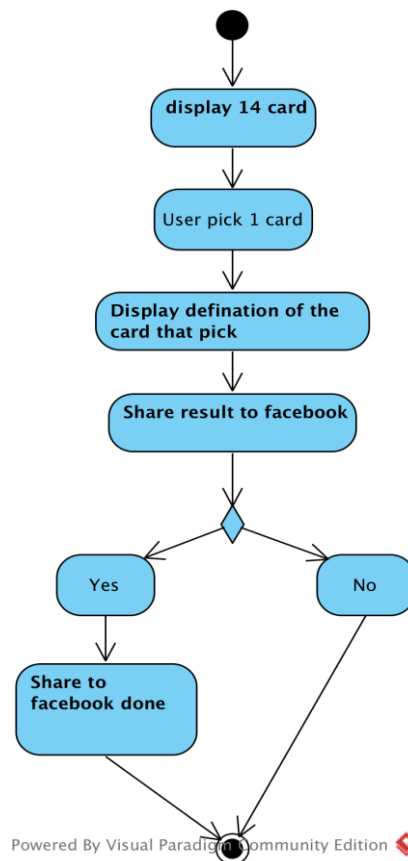 display 14 card
User pick 1 card
Display defination of the
card that pick
Share result to facebook
Yes
No
Share to
facebook done
Powered By Visual Paradigm Community Edition